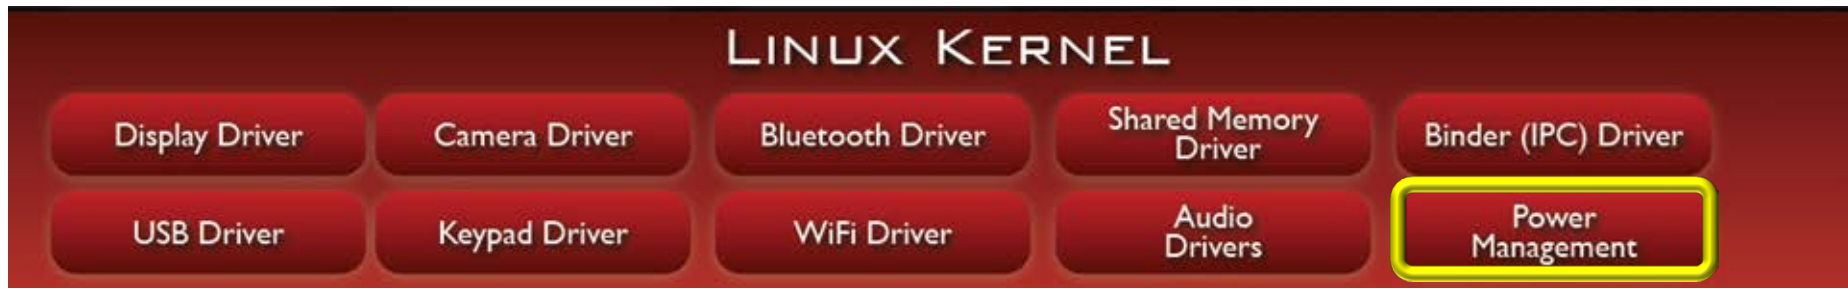 LINUX KERNEL
Display Driver
Camera Driver
Bluetooth Driver
Shared Memory
Driver
Binder (IPC) Driver
USB Driver
Keypad Driver
WiFi Driver
Audio
Drivers
Power
Management